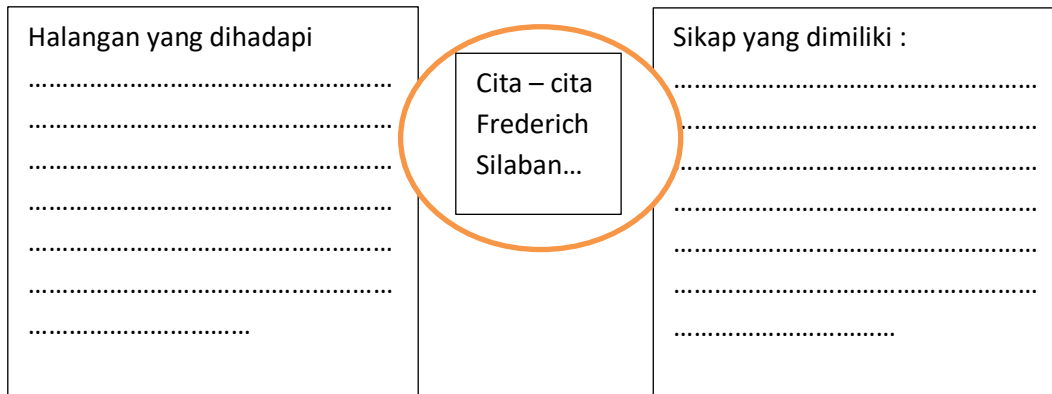 Halangan yang dihadapi
……………………………………………
……………………………………………
……………………………………………
……………………………………………
……………………………………………
……………………………………………
……………………………
Cita – cita
Frederich
Silaban…
Sikap yang dimiliki :
……………………………………………
……………………………………………
……………………………………………
……………………………………………
……………………………………………
……………………………………………
……………………………